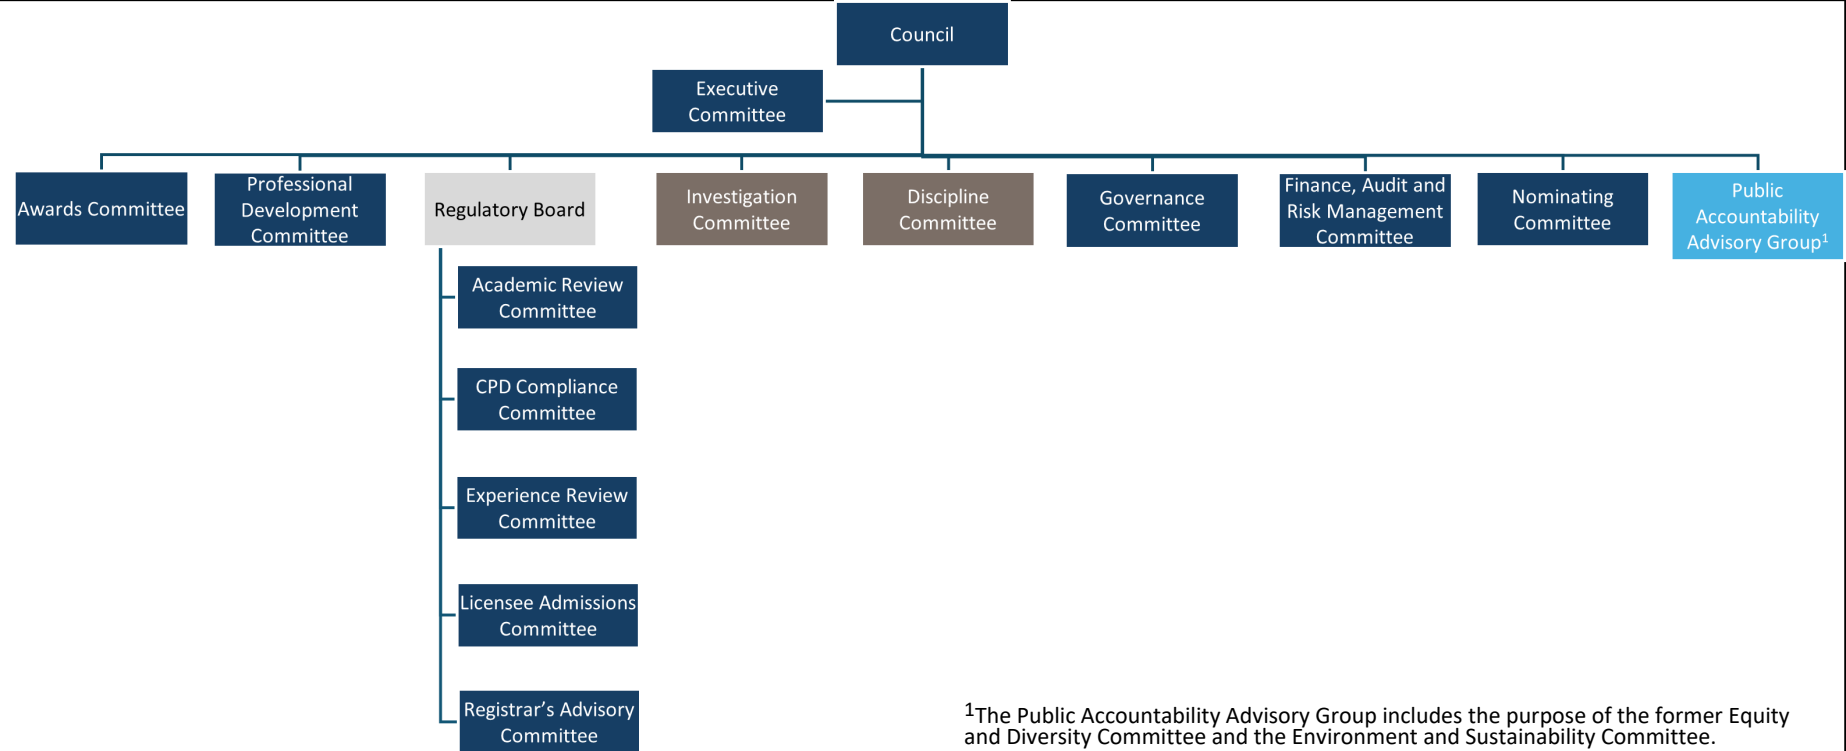 Council
Executive
Committee
Awards Committee
Professional
Development
Committee
Regulatory Board
Investigation
Committee
Discipline
Committee
Governance
Committee
Finance, Audit and
Risk Management
Committee
Nominating
Committee
Public
Accountability
Advisory Group¹
Academic Review
Committee
CPD Compliance
Committee
Experience Review
Committee
Licensee Admissions
Committee
Registrar’s Advisory
Committee
¹The Public Accountability Advisory Group includes the purpose of the former Equity
and Diversity Committee and the Environment and Sustainability Committee.